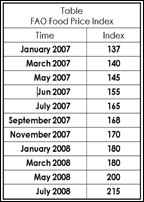 Table
FAO Food Price Index
Time Index
January 2007 137
March 2007 140
May 2007 145
Jun 2007 155
July 2007 165
September 2007 168
November 2007 170
January 2008 180
March 2008 180
May 2008 200
July 2008 215